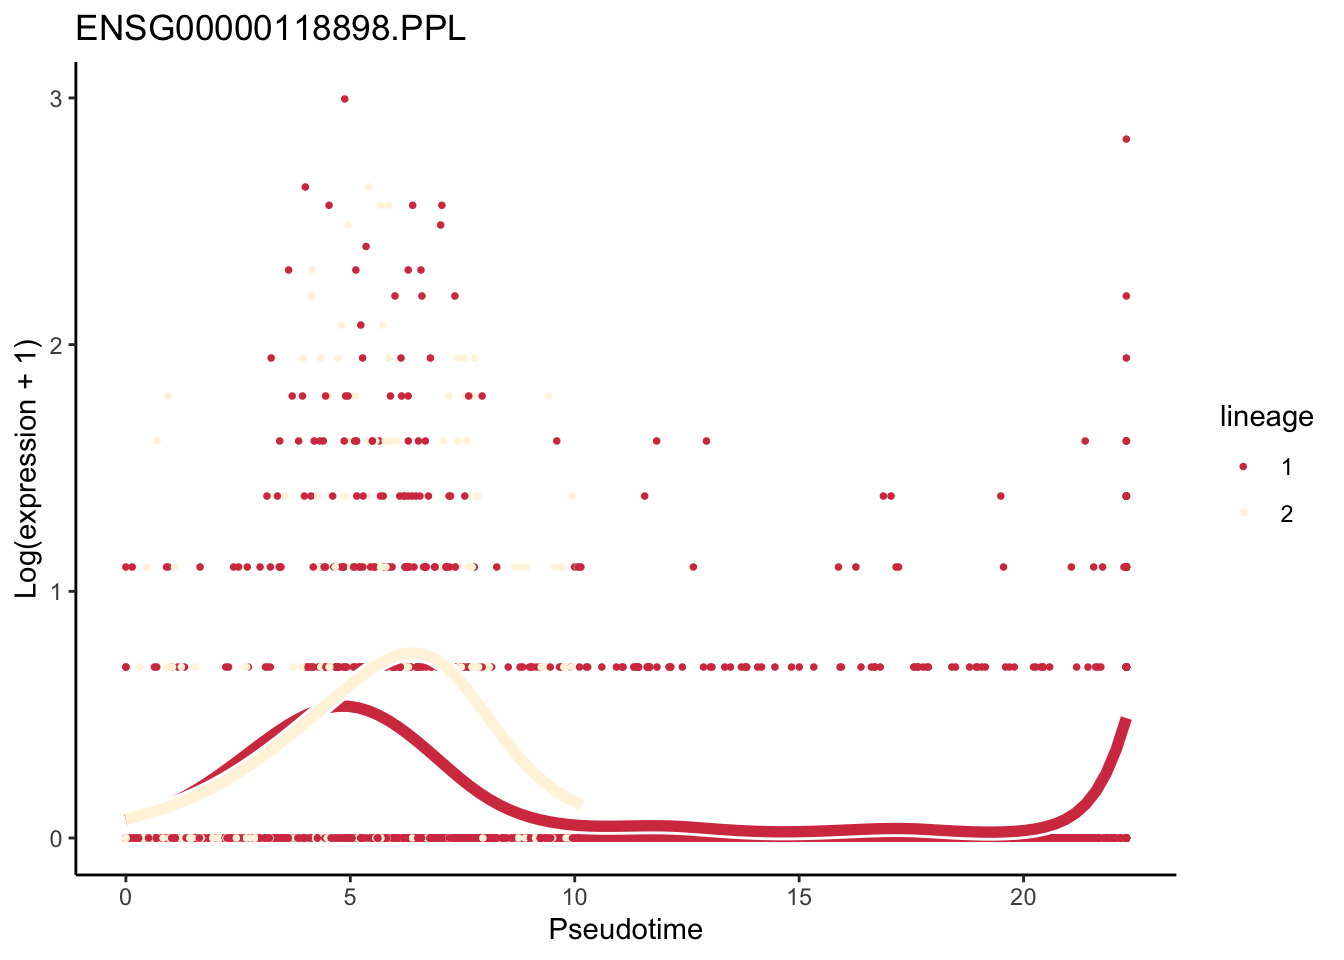 ENSG00000118898.PPL
3
2
1
0
Log(expression + 1)
0
5
10
15
20
Pseudotime
lineage
1
2